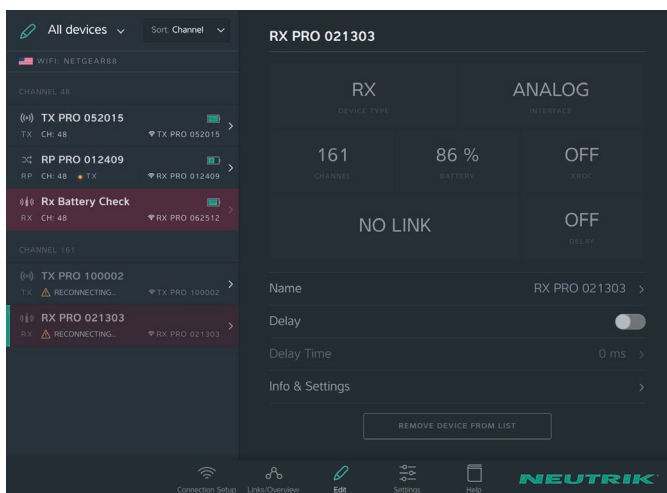 All devices
Sort: Channel
WIFI: NETGEAR88
CHANNEL 48
TX PRO 052015
TX CH: 48 TX PRO 052015
RP PRO 012409
RP CH: 48 TX RX PRO 012409
Rx Battery Check
RX CH: 48 RX PRO 062512
CHANNEL 161
TX PRO 100002
TX RECONNECTING... TX PRO 100002
RX PRO 021303
RX RECONNECTING... RX PRO 021303
RX PRO 021303
RX
DEVICE TYPE
ANALOG
INTERFACE
161
CHANNEL
86 %
BATTERY
OFF
XROC
NO LINK
OFF
DELAY
Name RX PRO 021303
Delay
Delay Time 0 ms
Info & Settings
REMOVE DEVICE FROM LIST
Connection Setup
Links/Overview
Edit
Settings
Help
NEUTRIK